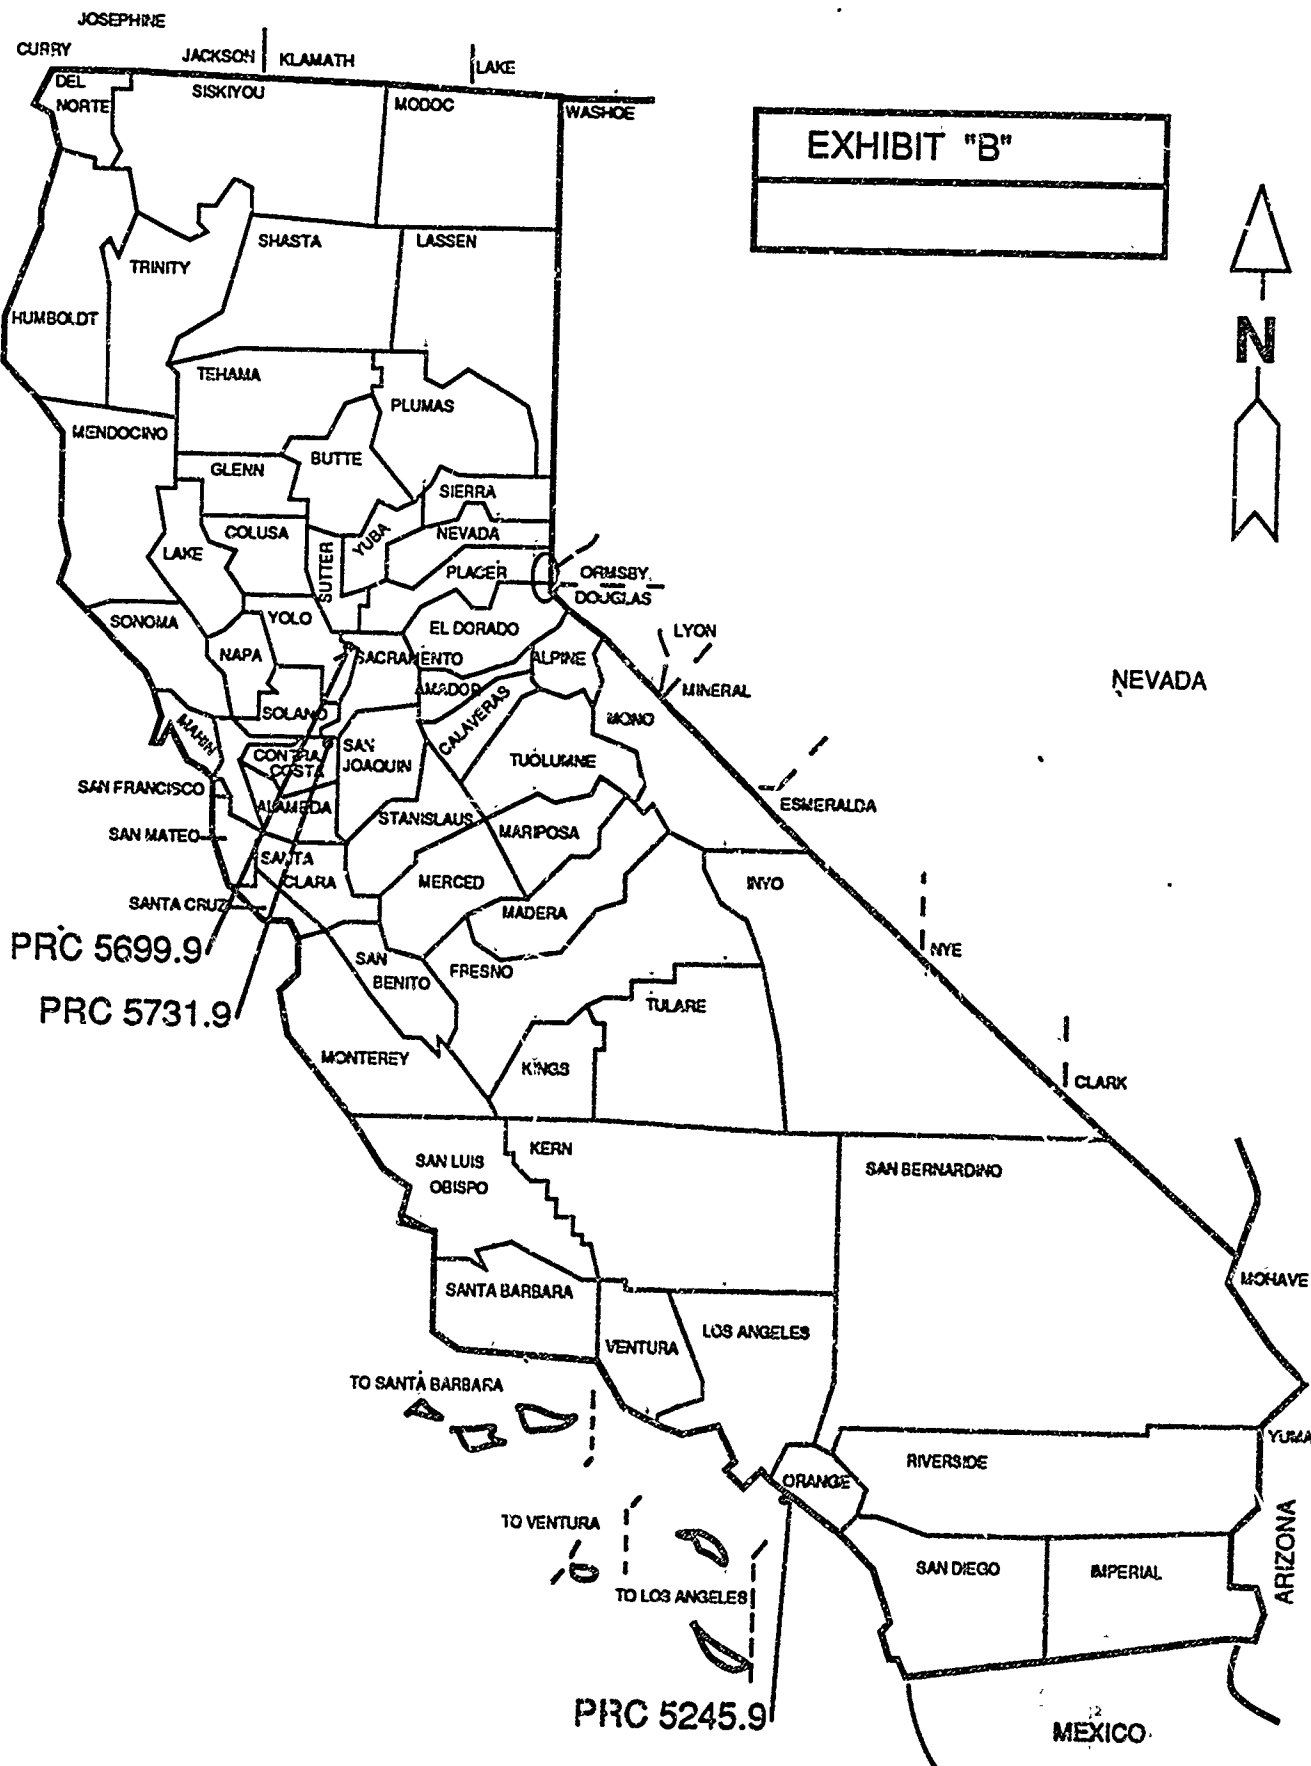 JOSEPHINE
CURRY
JACKSON
KLAMATH
LAKE
DEL
NORTE
SISKIYOU
MODOC
WASHOE
EXHIBIT "B"
SHASTA
LASSEN
TRINITY
HUMBOLDT
N
TEHAMA
PLUMAS
MENDOCINO
BUTTE
GLENN
SIERRA
COLUSA
YUBA
NEVADA
LAKE
SUTTER
PLACER
ORMSBY
DOUGLAS
SONOMA
YOLO
EL DORADO
LYON
NAPA
SACRAMENTO
ALPINE
NEVADA
AMADOR
MINERAL
SOLANO
CALAVERAS
MONO
MARIN
SAN
JOAQUIN
CONTRA
COSTA
TUOLUMNE
SAN FRANCISCO
ALAMEDA
ESMERALDA
STANISLAUS
SAN MATEO
MARIPOSA
SANTA
CLARA
MERCED
INYO
SANTA CRUZ
MADERA
PRC 5699.9
NYE
SAN
BENITO
FRESNO
PRC 5731.9
TULARE
MONTEREY
KINGS
CLARK
KERN
SAN LUIS
OBISPO
SAN BERNARDINO
MOHAVE
SANTA BARBARA
VENTURA
LOS ANGELES
TO SANTA BARBARA
YUMA
RIVERSIDE
ORANGE
TO VENTURA
ARIZONA
SAN DIEGO
IMPERIAL
TO LOS ANGELES
PRC 5245.9
MEXICO